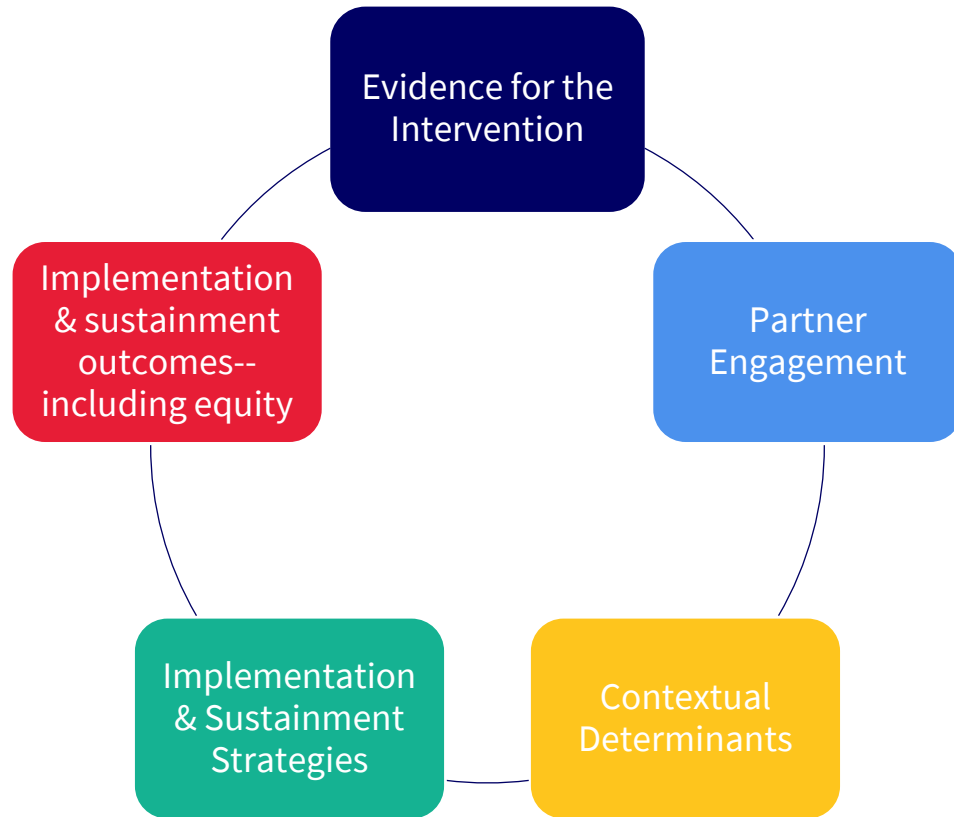 Evidence for the
Intervention
Partner
Engagement
Contextual
Determinants
Implementation
& Sustainment
Strategies
Implementation
& sustainment
outcomes--
including equity